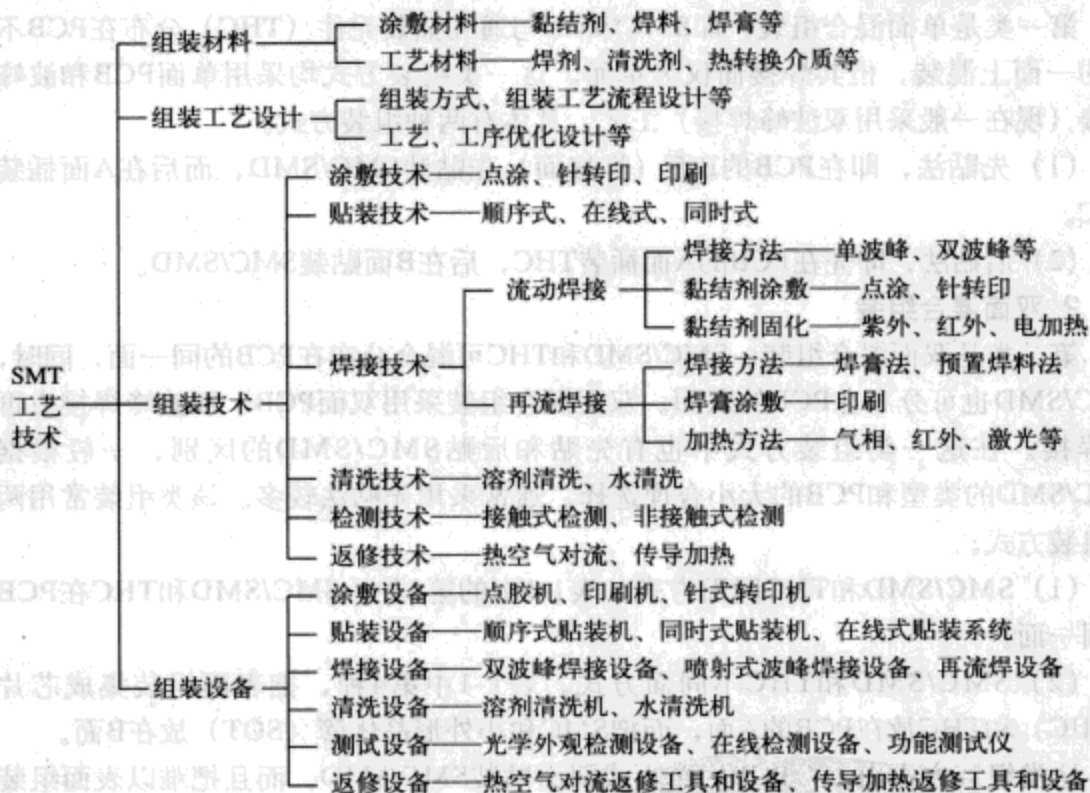 涂敷材料——黏结剂、焊料、焊膏等
组装材料
工艺材料——焊剂、清洗剂、热转换介质等
组装方式、组装工艺流程设计等
组装工艺设计
工艺、工序优化设计等
涂敷技术——点涂、针转印、印刷
贴装技术——顺序式、在线式、同时式
焊接方法——单波峰、双波峰等
流动焊接
黏结剂涂敷——点涂、针转印
黏结剂固化——紫外、红外、电加热
焊接技术
焊接方法——焊膏法、预置焊料法
SMT
工艺
技术
组装技术
再流焊接
焊膏涂敷——印刷
加热方法——气相、红外、激光等
清洗技术——溶剂清洗、水清洗
检测技术——接触式检测、非接触式检测
返修技术——热空气对流、传导加热
涂敷设备——点胶机、印刷机、针式转印机
贴装设备——顺序式贴装机、同时式贴装机、在线式贴装系统
组装设备
焊接设备——双波峰焊接设备、喷射式波峰焊接设备、再流焊设备
清洗设备——溶剂清洗机、水清洗机
测试设备——光学外观检测设备、在线检测设备、功能测试仪
返修设备——热空气对流返修工具和设备、传导加热返修工具和设备